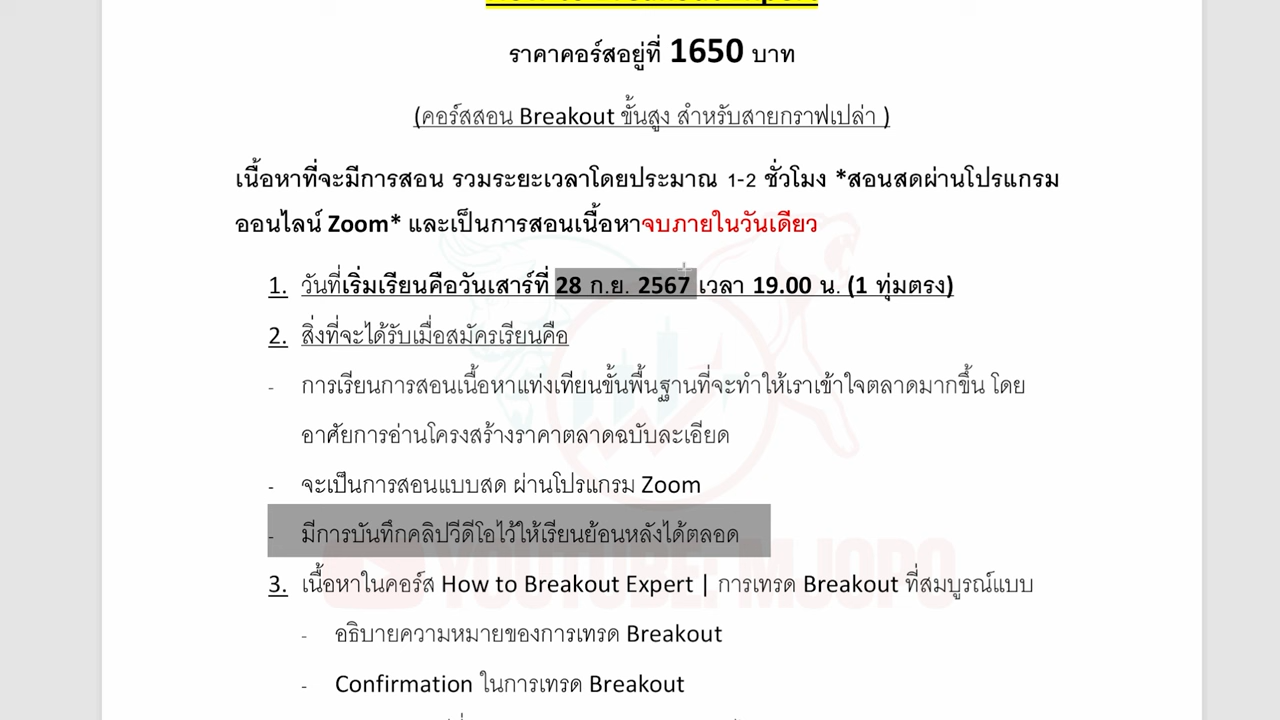 How to Breakout Expert
ราคาคอร์สอยู่ที่ 1650 บาท
(คอร์สสอน Breakout ขั้นสูง สำหรับสายกราฟเปล่า )
เนื้อหาที่จะมีการสอน รวมระยะเวลาโดยประมาณ 1-2 ชั่วโมง *สอนสดผ่านโปรแกรม
ออนไลน์ Zoom* และเป็นการสอนเนื้อหาจบภายในวันเดียว
1. วันที่เริ่มเรียนคือวันเสาร์ที่ 28 ก.ย. 2567 เวลา 19.00 น. (1 ทุ่มตรง)
2. สิ่งที่จะได้รับเมื่อสมัครเรียนคือ
- การเรียนการสอนเนื้อหาแท่งเทียนขั้นพื้นฐานที่จะทำให้เราเข้าใจตลาดมากขึ้น โดย
อาศัยการอ่านโครงสร้างราคาตลาดฉบับละเอียด
- จะเป็นการสอนแบบสด ผ่านโปรแกรม Zoom
- มีการบันทึกคลิปวีดีโอไว้ให้เรียนย้อนหลังได้ตลอด
YOUTUBE: MJOPO
3. เนื้อหาในคอร์ส How to Breakout Expert | การเทรด Breakout ที่สมบูรณ์แบบ
- อธิบายความหมายของการเทรด Breakout
- Confirmation ในการเทรด Breakout